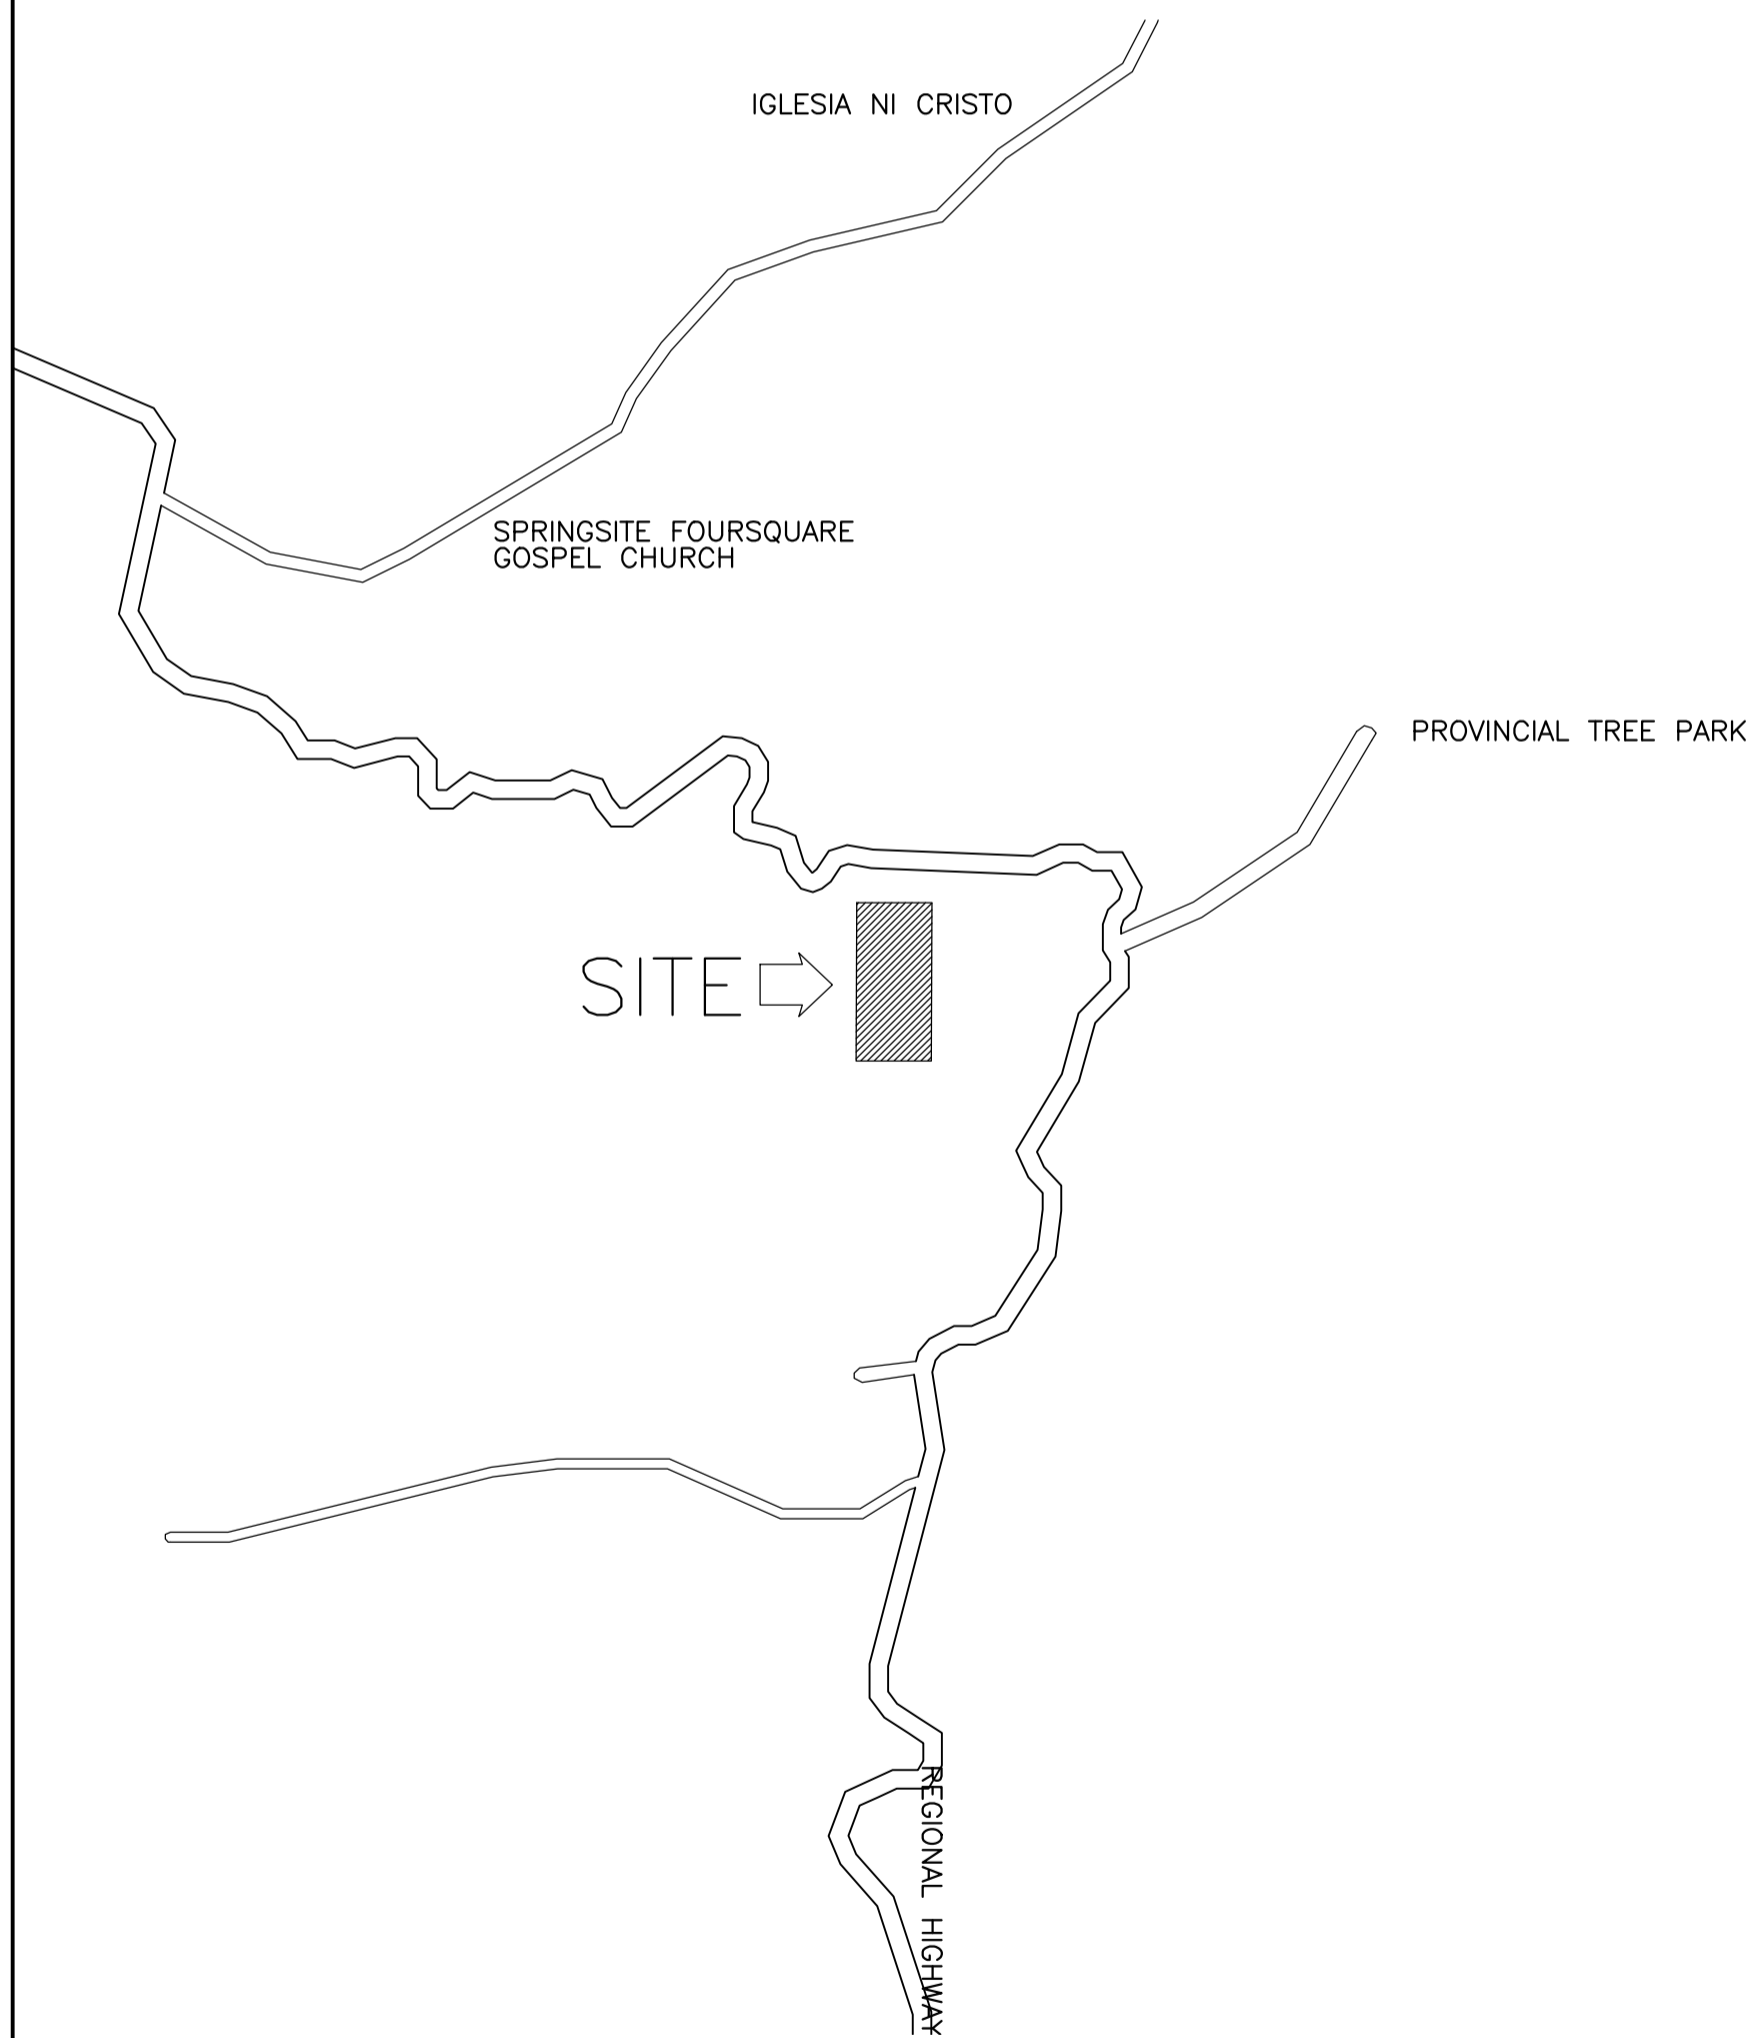 IGLESIA NI CRISTO
SPRINGSITE FOURSQUARE
GOSPEL CHURCH
PROVINCIAL TREE PARK
SITE
REGIONAL HIGHWAY